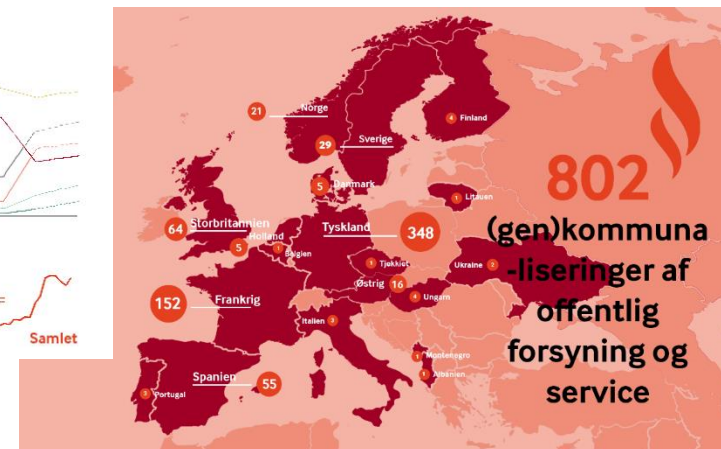 21
Norge
4
Finland
29
Sverige
5
Danmark
1
Litauen
802
(gen)kommuna
-liseringer af
offentlig
forsyning og
service
64
Storbritannien
Holland
5
1
Belgien
Tyskland
348
1
Tjekkiet
Østrig
16
Ukraine
4
Ungarn
152
Frankrig
Italien
3
1
Montenegro
1
Albanien
Spanien
55
3
Portugal
Samlet